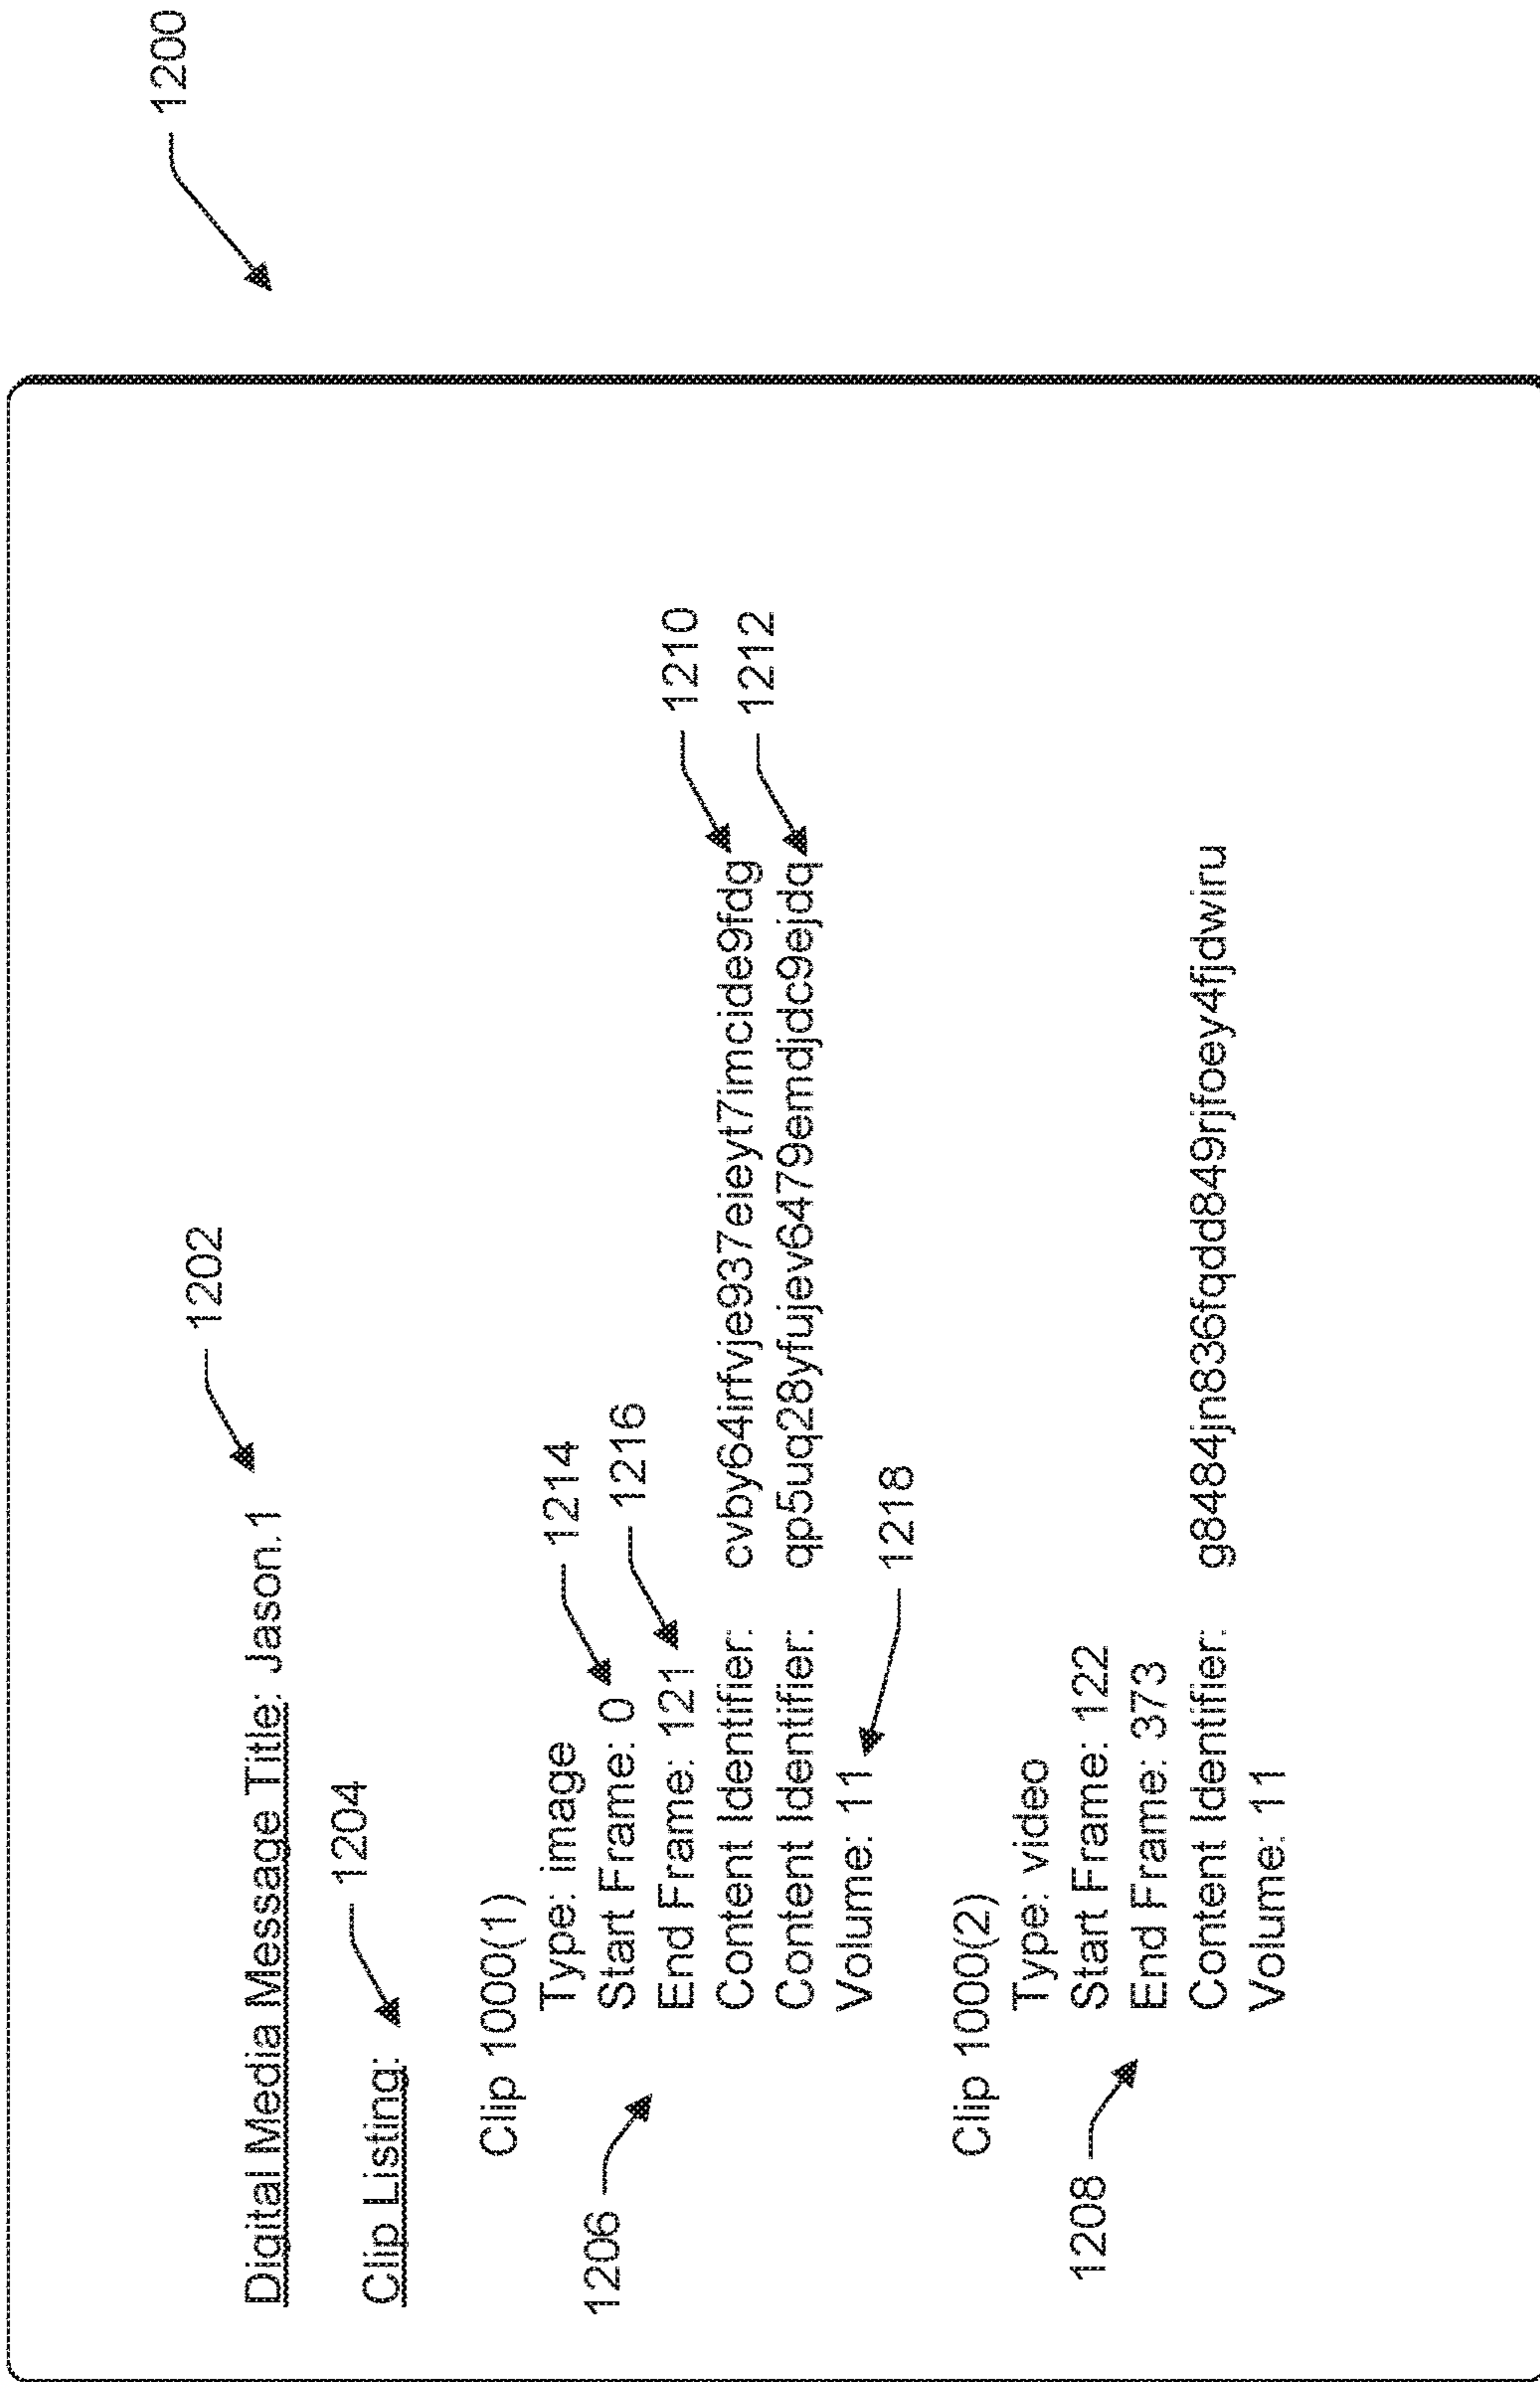 1200
1202
Digital Media Message Title: Jason.1
1204
Clip Listing:
Clip 1000(1)
1214
Type: image
1216
Start Frame: 0
1206
End Frame: 121
1210
Content Identifier: cvby64irfvje937eieyt7imcide9fdg
1212
Content Identifier: qp5uq28yfujev6479emdjdc9ejdq
Volume: 11
1218
Clip 1000(2)
Type: video
Start Frame: 122
1208
End Frame: 373
Content Identifier: g8484jn836fqdd849rjfoey4fjdwiru
Volume: 11